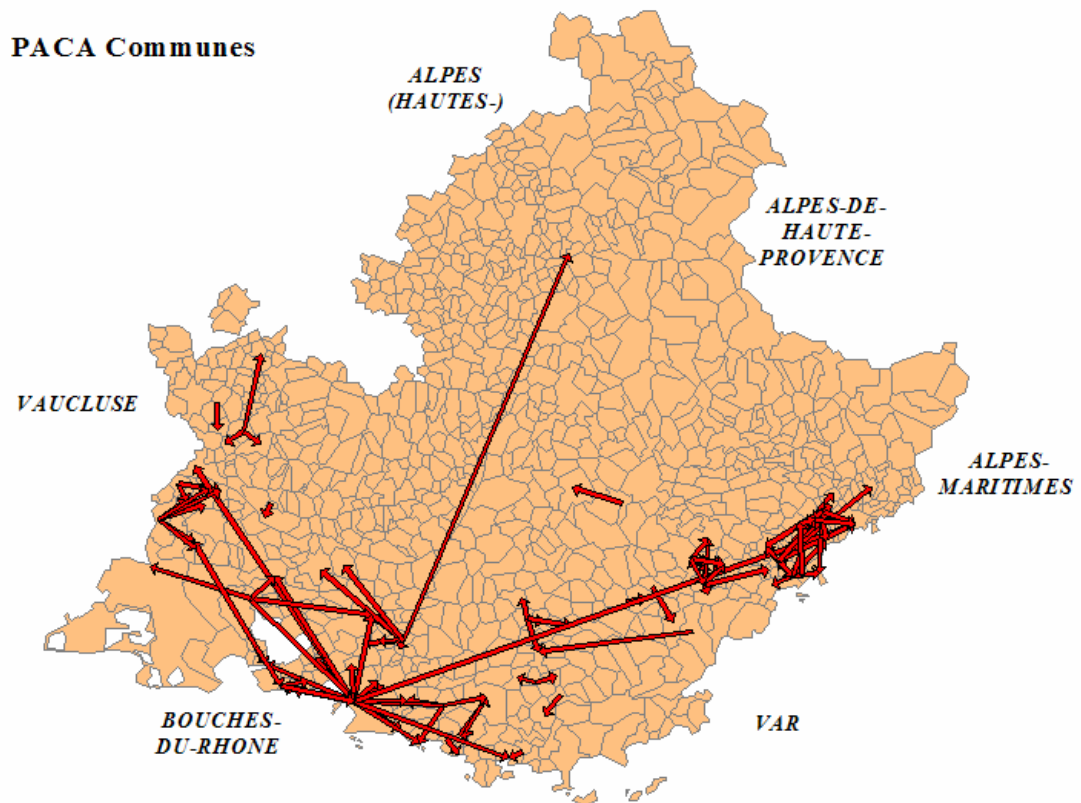 PACA Communes
ALPES
(HAUTES-)
ALPES-DE-
HAUTE-
PROVENCE
VAUCLUSE
ALPES-
MARITIMES
BOUCHES-
DU-RHONE
VAR